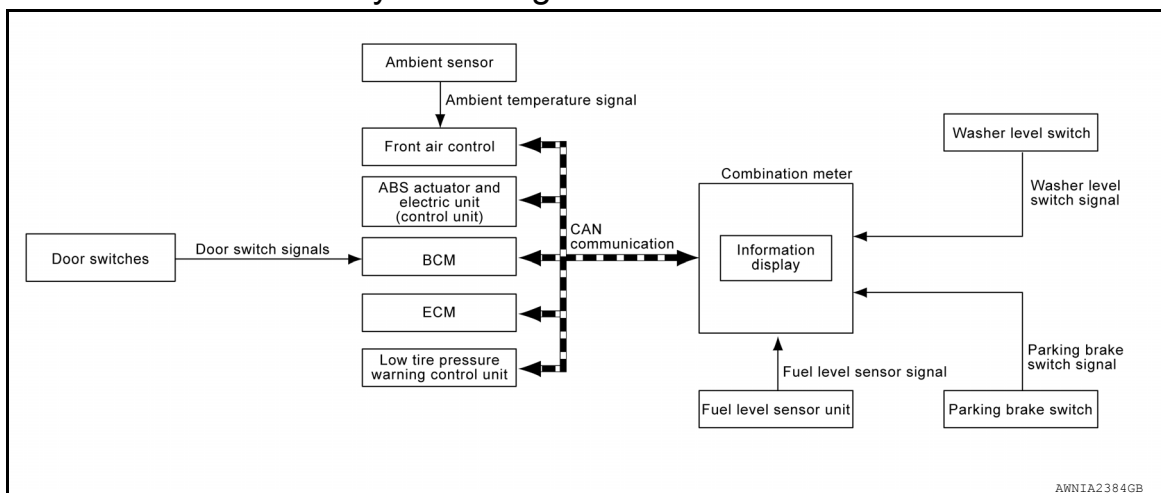 Ambient sensor
Ambient temperature signal
Front air control
ABS actuator and
electric unit
(control unit)
Door switches
Door switch signals
BCM
ECM
Low tire pressure
warning control unit
CAN
communication
Combination meter
Information
display
Washer level switch
Washer level
switch signal
Parking brake
switch signal
Fuel level sensor signal
Fuel level sensor unit
Parking brake switch
AWNIA2384GB